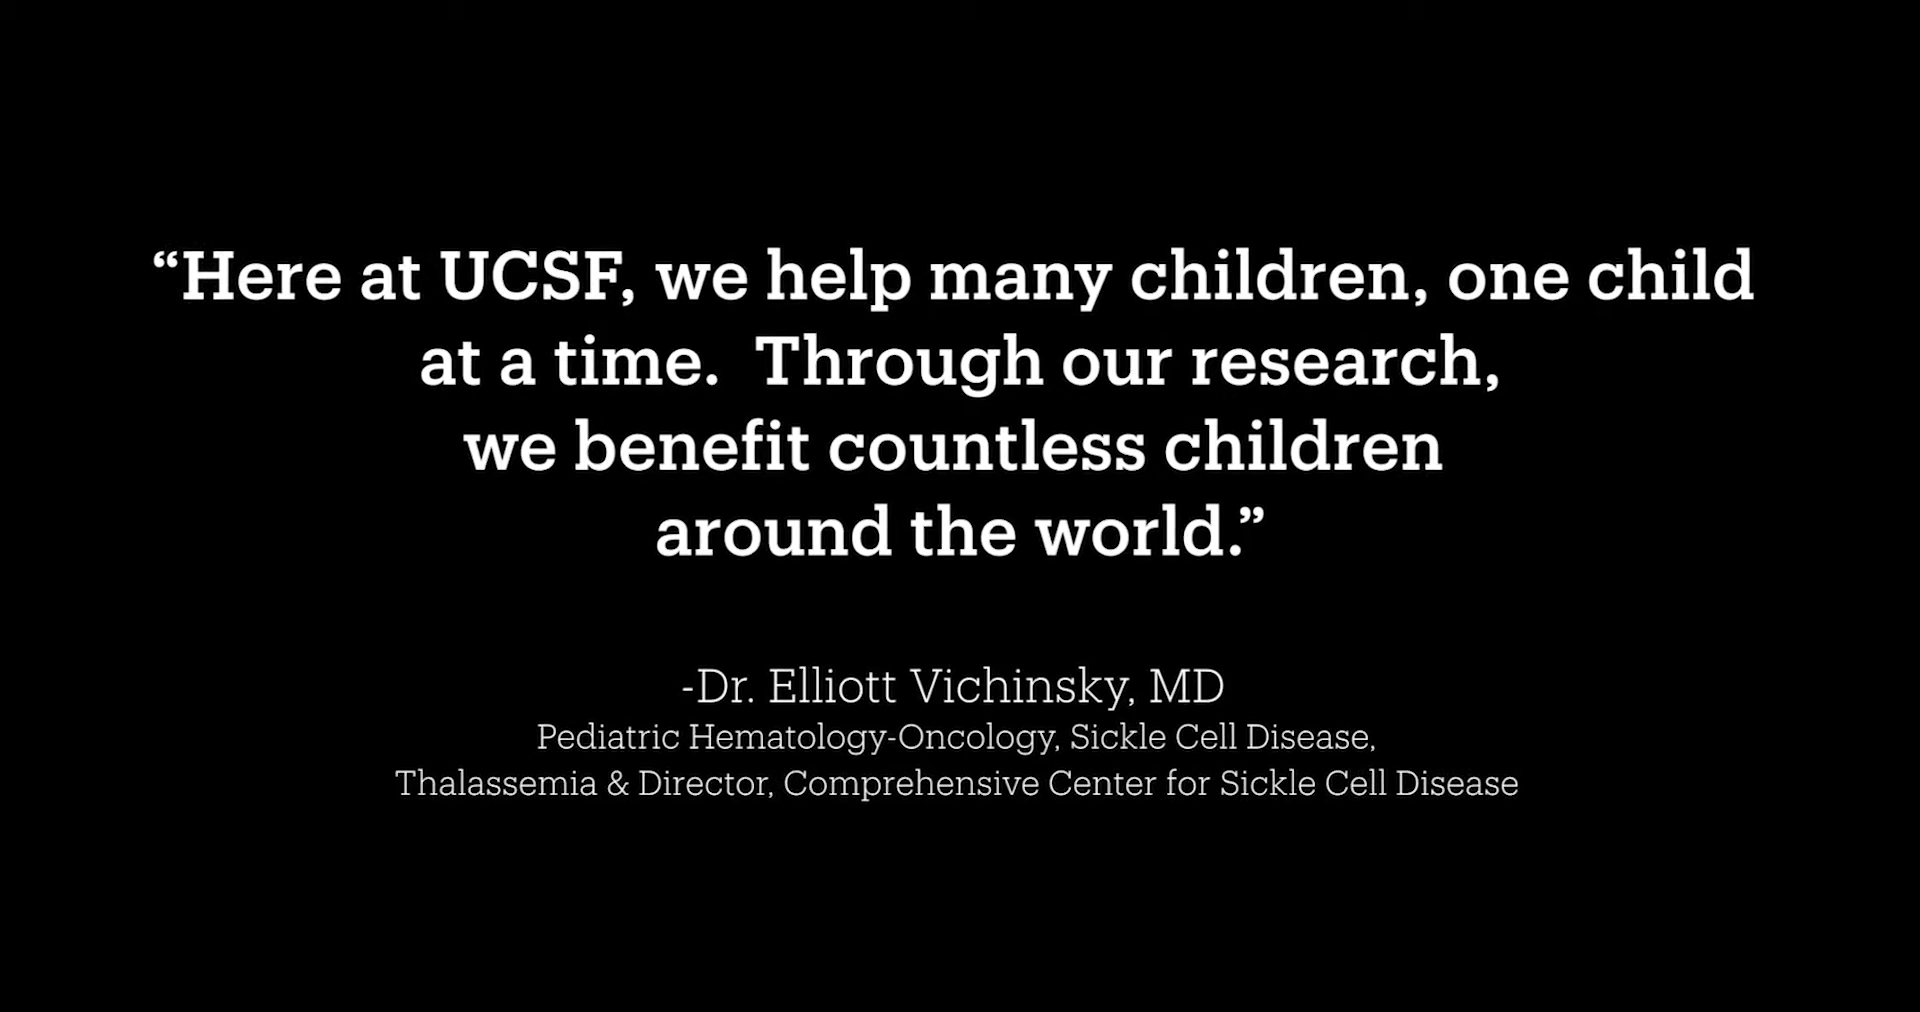 “Here at UCSF, we help many children, one child
at a time.  Through our research,
we benefit countless children
around the world.”
-Dr. Elliott Vichinsky, MD
Pediatric Hematology-Oncology, Sickle Cell Disease,
Thalassemia & Director, Comprehensive Center for Sickle Cell Disease